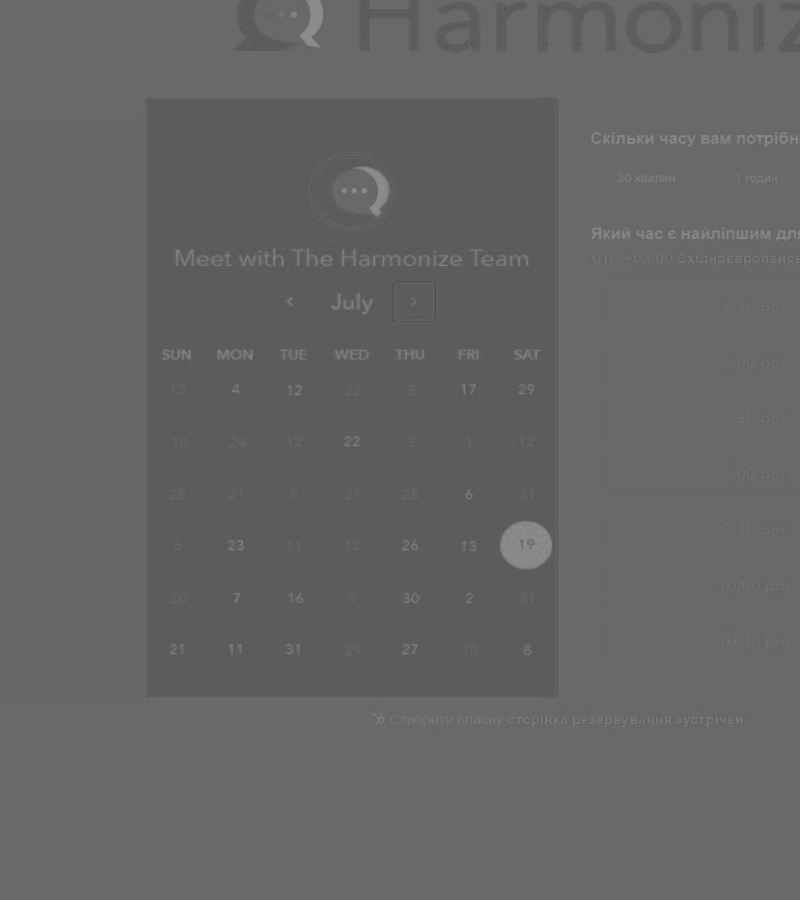 Harmoniz
Meet with The Harmonize Team
July
SUN MON TUE WED THU FRI SAT
12 4 12 22 3 17 29
10 24 12 22 3 1 12
25 21 6 21 25 6 31
5 23 11 12 26 13 19
20 7 16 6 30 2 31
21 11 31 29 27 10 8
Скільки часу вам потрібн
30 хвилин 1 годин
Який час є найліпшим для
UTC +03:00 Східноєвропейсь
7:30 pm
8:00 pm
8:30 pm
9:00 pm
9:30 pm
10:00 pm
10:30 pm
Створити власну сторінка резервування зустрічей